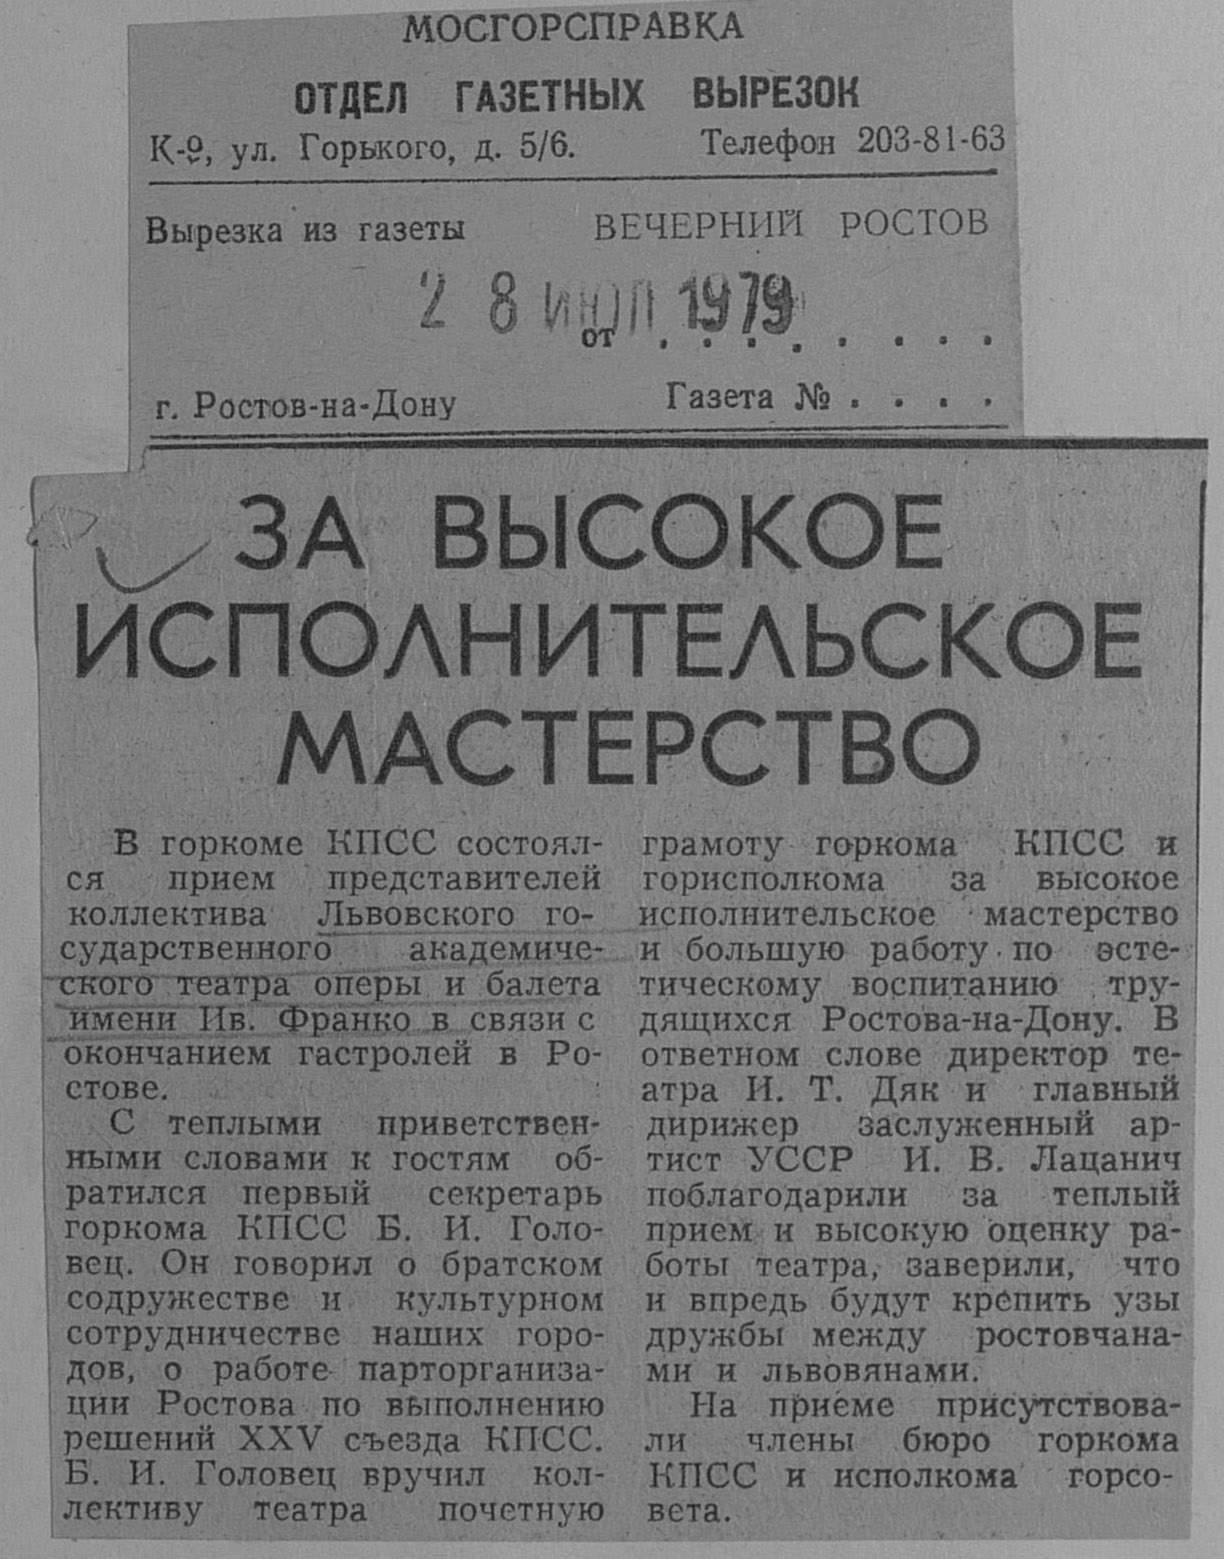 МОСГОРСПРАВКА
ОТДЕЛ ГАЗЕТНЫХ ВЫРЕЗОК
К-9, ул. Горького, д. 5/6. Телефон 203-81-63
Вырезка из газеты ВЕЧЕРНИЙ РОСТОВ
28 ИЮЛ 1979
от . . . . . . . .
г. Ростов-на-Дону Газета № . . . .
ЗА ВЫСОКОЕ
ИСПОЛНИТЕЛЬСКОЕ
МАСТЕРСТВО
В горкоме КПСС состоял-
ся прием представителей
коллектива Львовского го-
сударственного академиче-
ского театра оперы и балета
имени Ив. Франко в связи с
окончанием гастролей в Ро-
стове.
С теплыми приветствен-
ными словами к гостям об-
ратился первый секретарь
горкома КПСС Б. И. Голо-
вец. Он говорил о братском
содружестве и культурном
сотрудничестве наших горо-
дов, о работе парторганиза-
ции Ростова по выполнению
решений XXV съезда КПСС.
Б. И. Головец вручил кол-
лективу театра почетную
грамоту горкома КПСС и
горисполкома за высокое
исполнительское мастерство
и большую работу по эсте-
тическому воспитанию тру-
дящихся Ростова-на-Дону. В
ответном слове директор те-
атра И. Т. Дяк и главный
дирижер заслуженный ар-
тист УССР И. В. Лацанич
поблагодарили за теплый
прием и высокую оценку ра-
боты театра, заверили, что
и впредь будут крепить узы
дружбы между ростовчана-
ми и львовянами.
На приеме присутствова-
ли члены бюро горкома
КПСС и исполкома горсо-
вета.